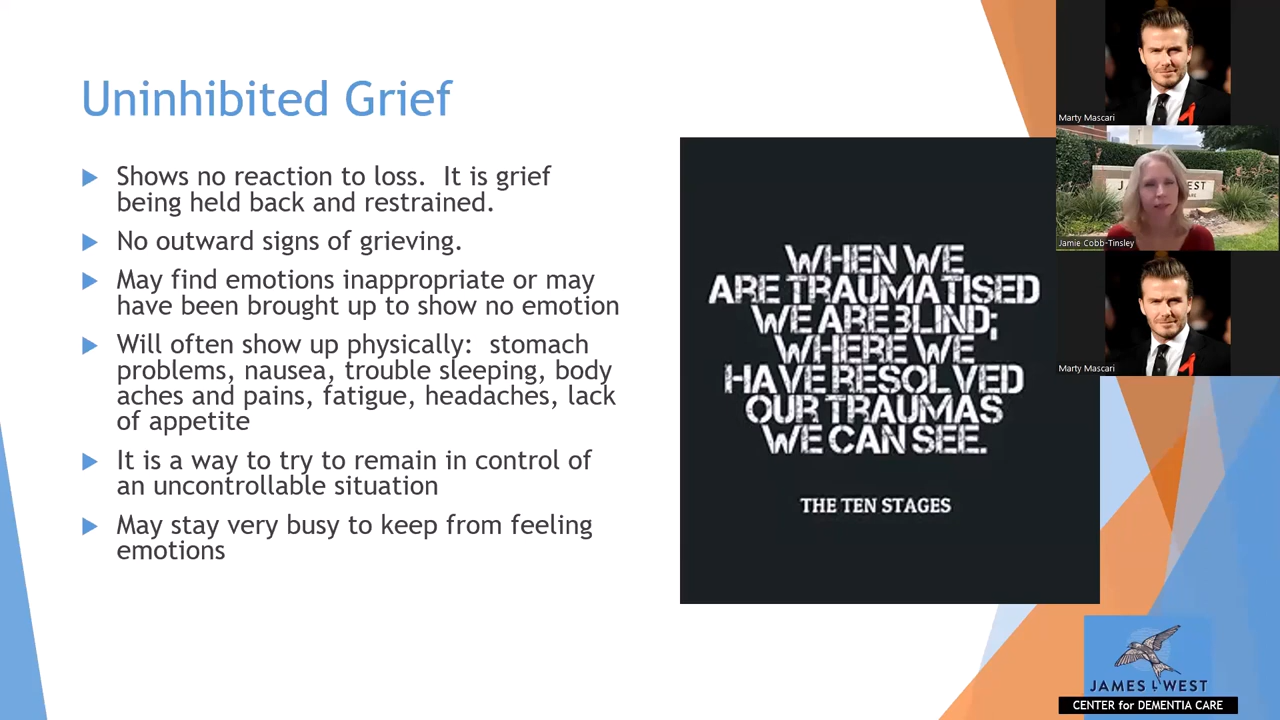 Uninhibited Grief
Shows no reaction to loss.  It is grief
being held back and restrained.
No outward signs of grieving.
May find emotions inappropriate or may
have been brought up to show no emotion
Will often show up physically:  stomach
problems, nausea, trouble sleeping, body
aches and pains, fatigue, headaches, lack
of appetite
It is a way to try to remain in control of
an uncontrollable situation
May stay very busy to keep from feeling
emotions
WHEN WE
ARE TRAUMATISED
WE ARE BLIND;
WHERE WE
HAVE RESOLVED
OUR TRAUMAS
WE CAN SEE.
THE TEN STAGES
Marty Mascari
Jamie Cobb-Tinsley
Marty Mascari
JAMES L WEST
CENTER for DEMENTIA CARE